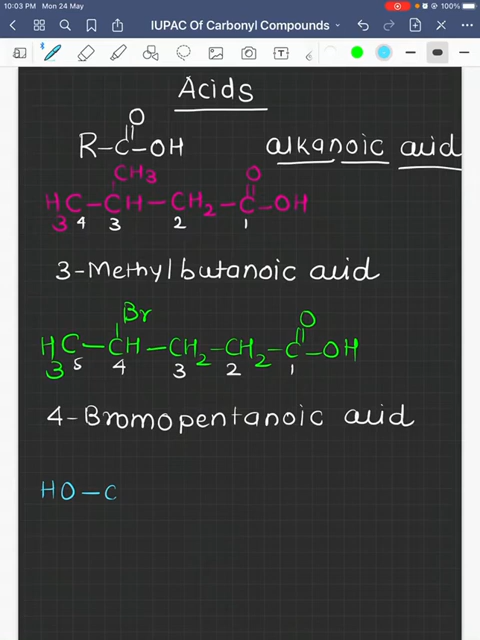 10:03 PM Mon 24 May
100%
IUPAC Of Carbonyl Compounds
Acids
O
R-C-OH alkanoic acid
CH3 O
H3C-CH-CH2-C-OH
4 3 2 1
3-Methylbutanoic acid
Br O
H3C-CH-CH2-CH2-C-OH
5 4 3 2 1
4-Bromopentanoic acid
HO-C